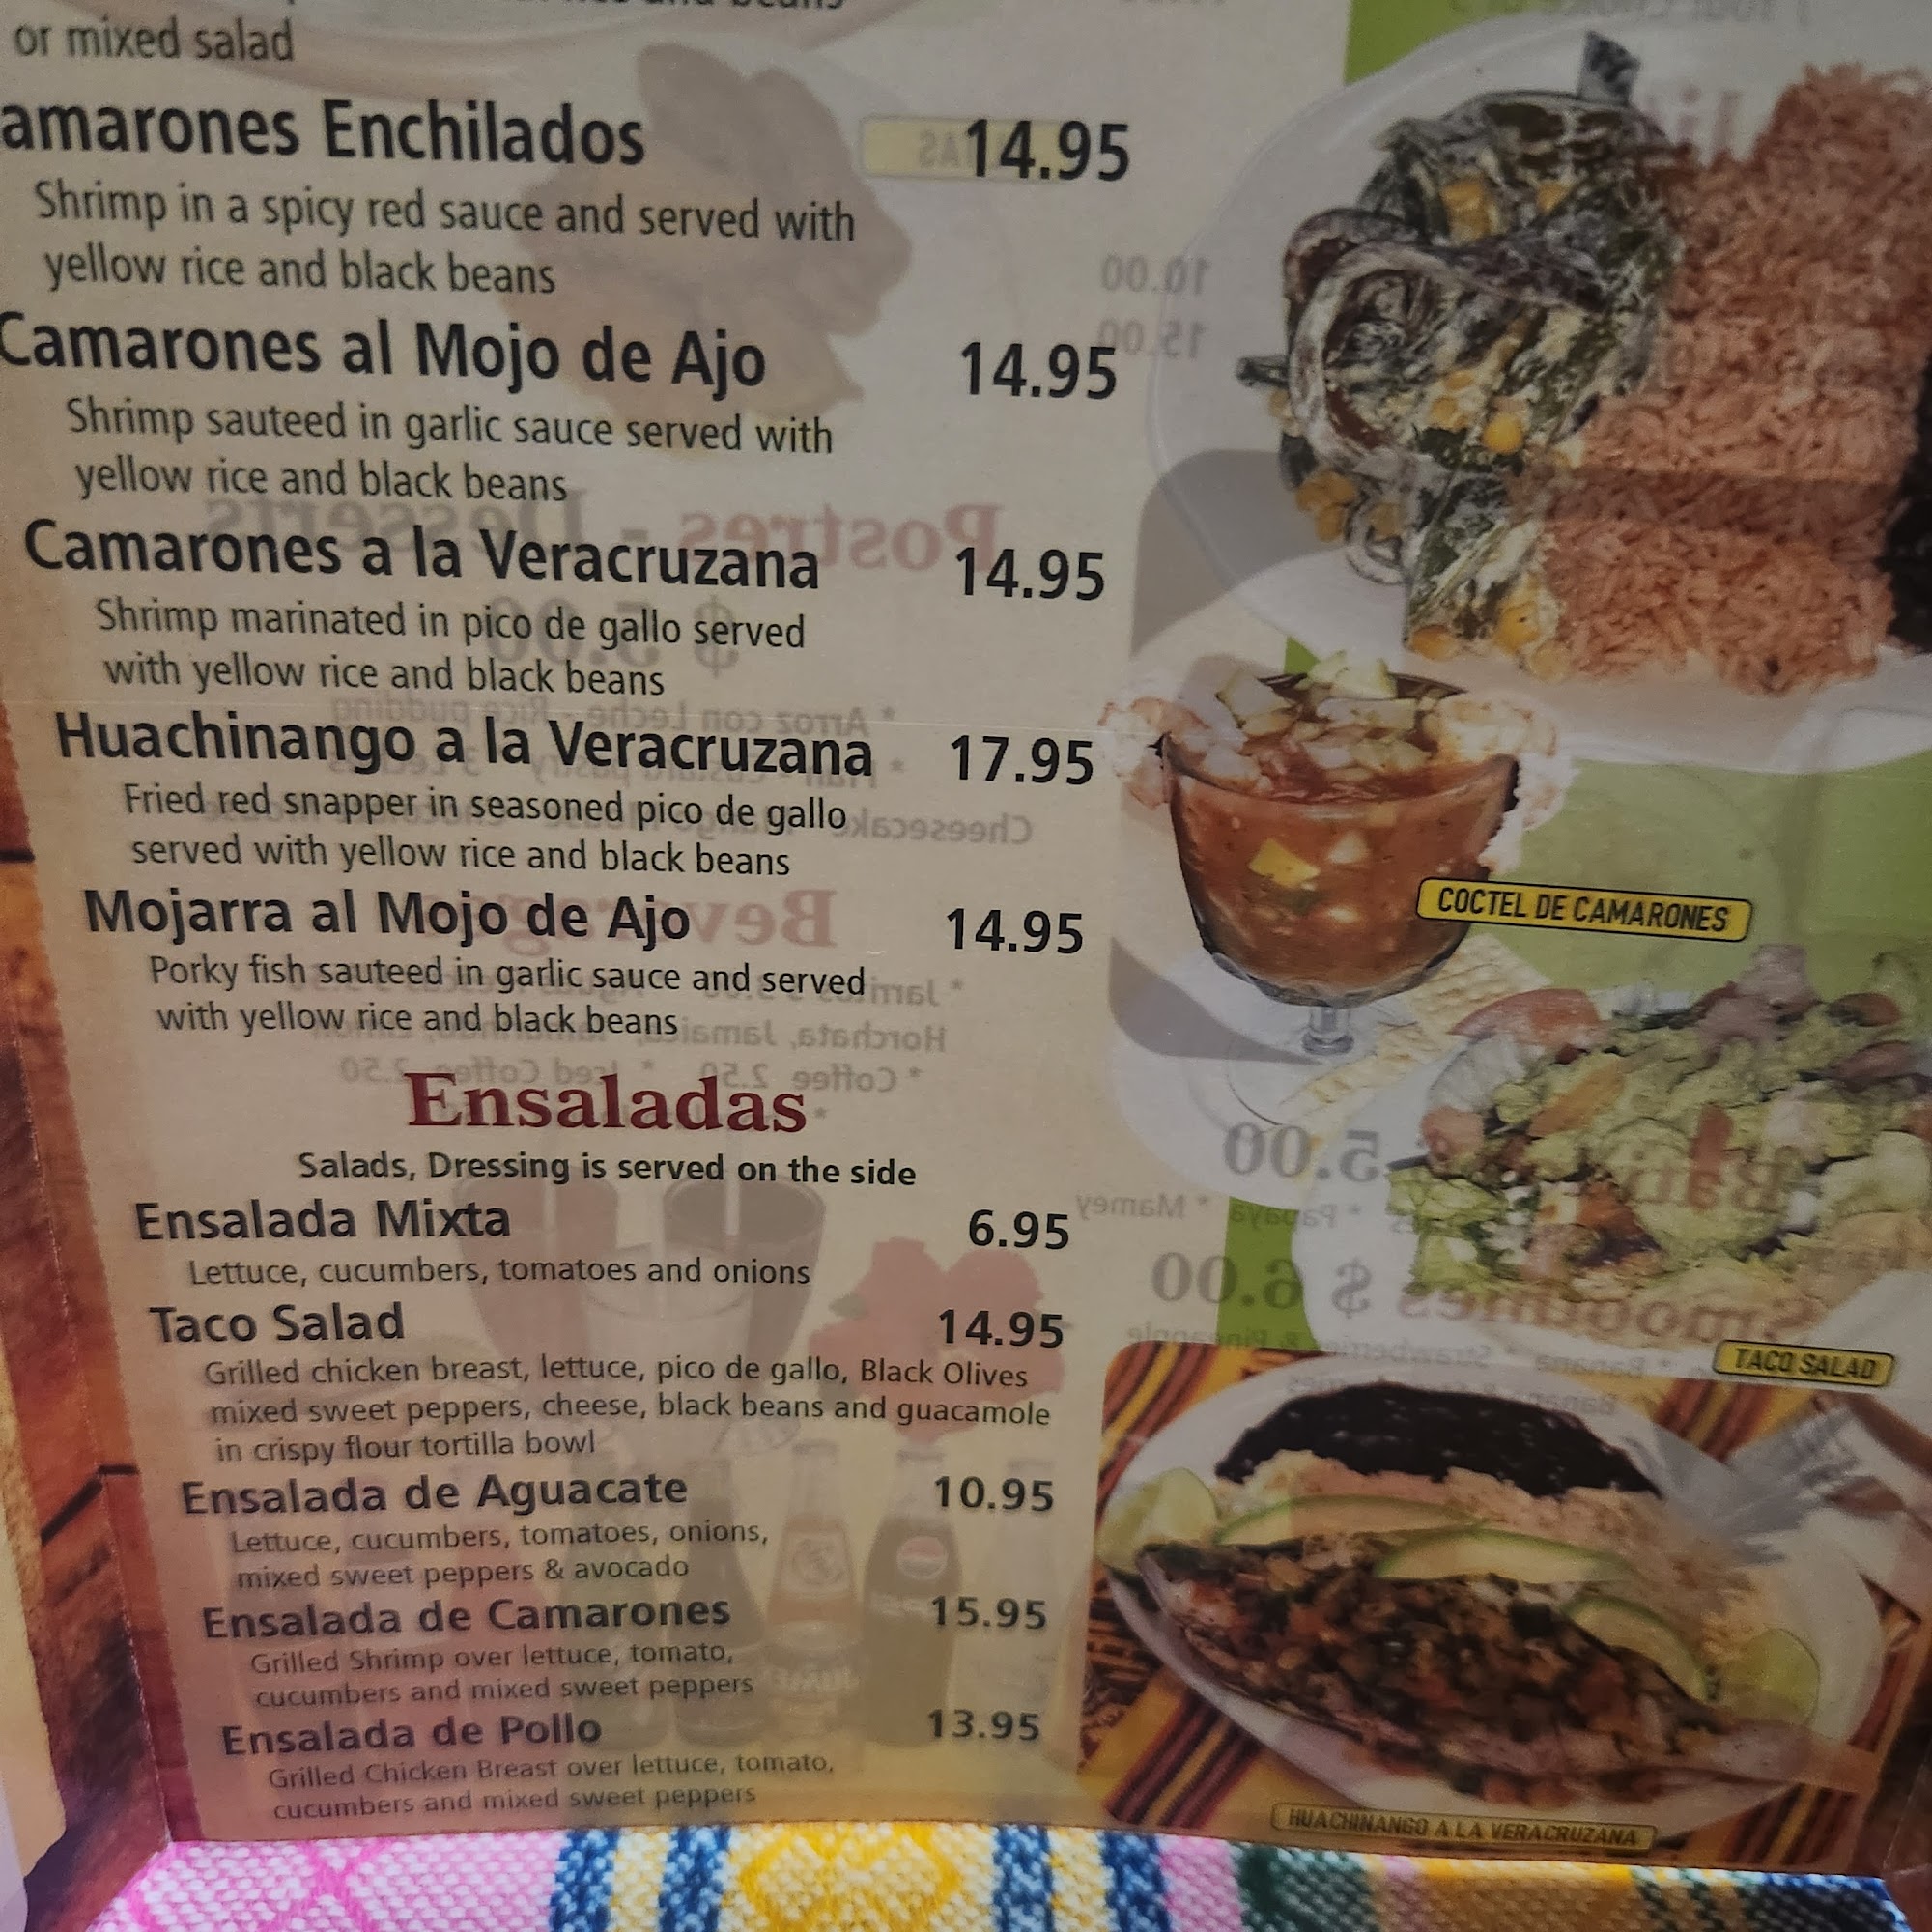 or mixed salad
amarones Enchilados 14.95
Shrimp in a spicy red sauce and served with
yellow rice and black beans
Camarones al Mojo de Ajo 14.95
Shrimp sauteed in garlic sauce served with
yellow rice and black beans
Camarones a la Veracruzana 14.95
Shrimp marinated in pico de gallo served
with yellow rice and black beans
Huachinango a la Veracruzana 17.95
Fried red snapper in seasoned pico de gallo
served with yellow rice and black beans
Mojarra al Mojo de Ajo 14.95
Porky fish sauteed in garlic sauce and served
with yellow rice and black beans
Ensaladas
Salads, Dressing is served on the side
Ensalada Mixta 6.95
Lettuce, cucumbers, tomatoes and onions
Taco Salad 14.95
Grilled chicken breast, lettuce, pico de gallo, Black Olives
mixed sweet peppers, cheese, black beans and guacamole
in crispy flour tortilla bowl
Ensalada de Aguacate 10.95
Lettuce, cucumbers, tomatoes, onions,
mixed sweet peppers & avocado
Ensalada de Camarones 15.95
Grilled Shrimp over lettuce, tomato,
cucumbers and mixed sweet peppers
Ensalada de Pollo 13.95
Grilled Chicken Breast over lettuce, tomato,
cucumbers and mixed sweet peppers
COCTEL DE CAMARONES
TACO SALAD
HUACHINANGO A LA VERACRUZANA